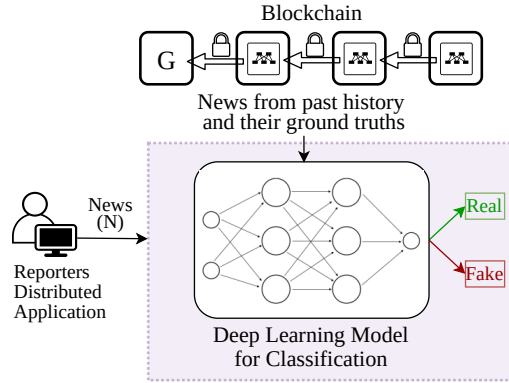 Blockchain
G
News from past history
and their ground truths
News
(N)
Real
Fake
Reporters
Distributed
Application
Deep Learning Model
for Classification